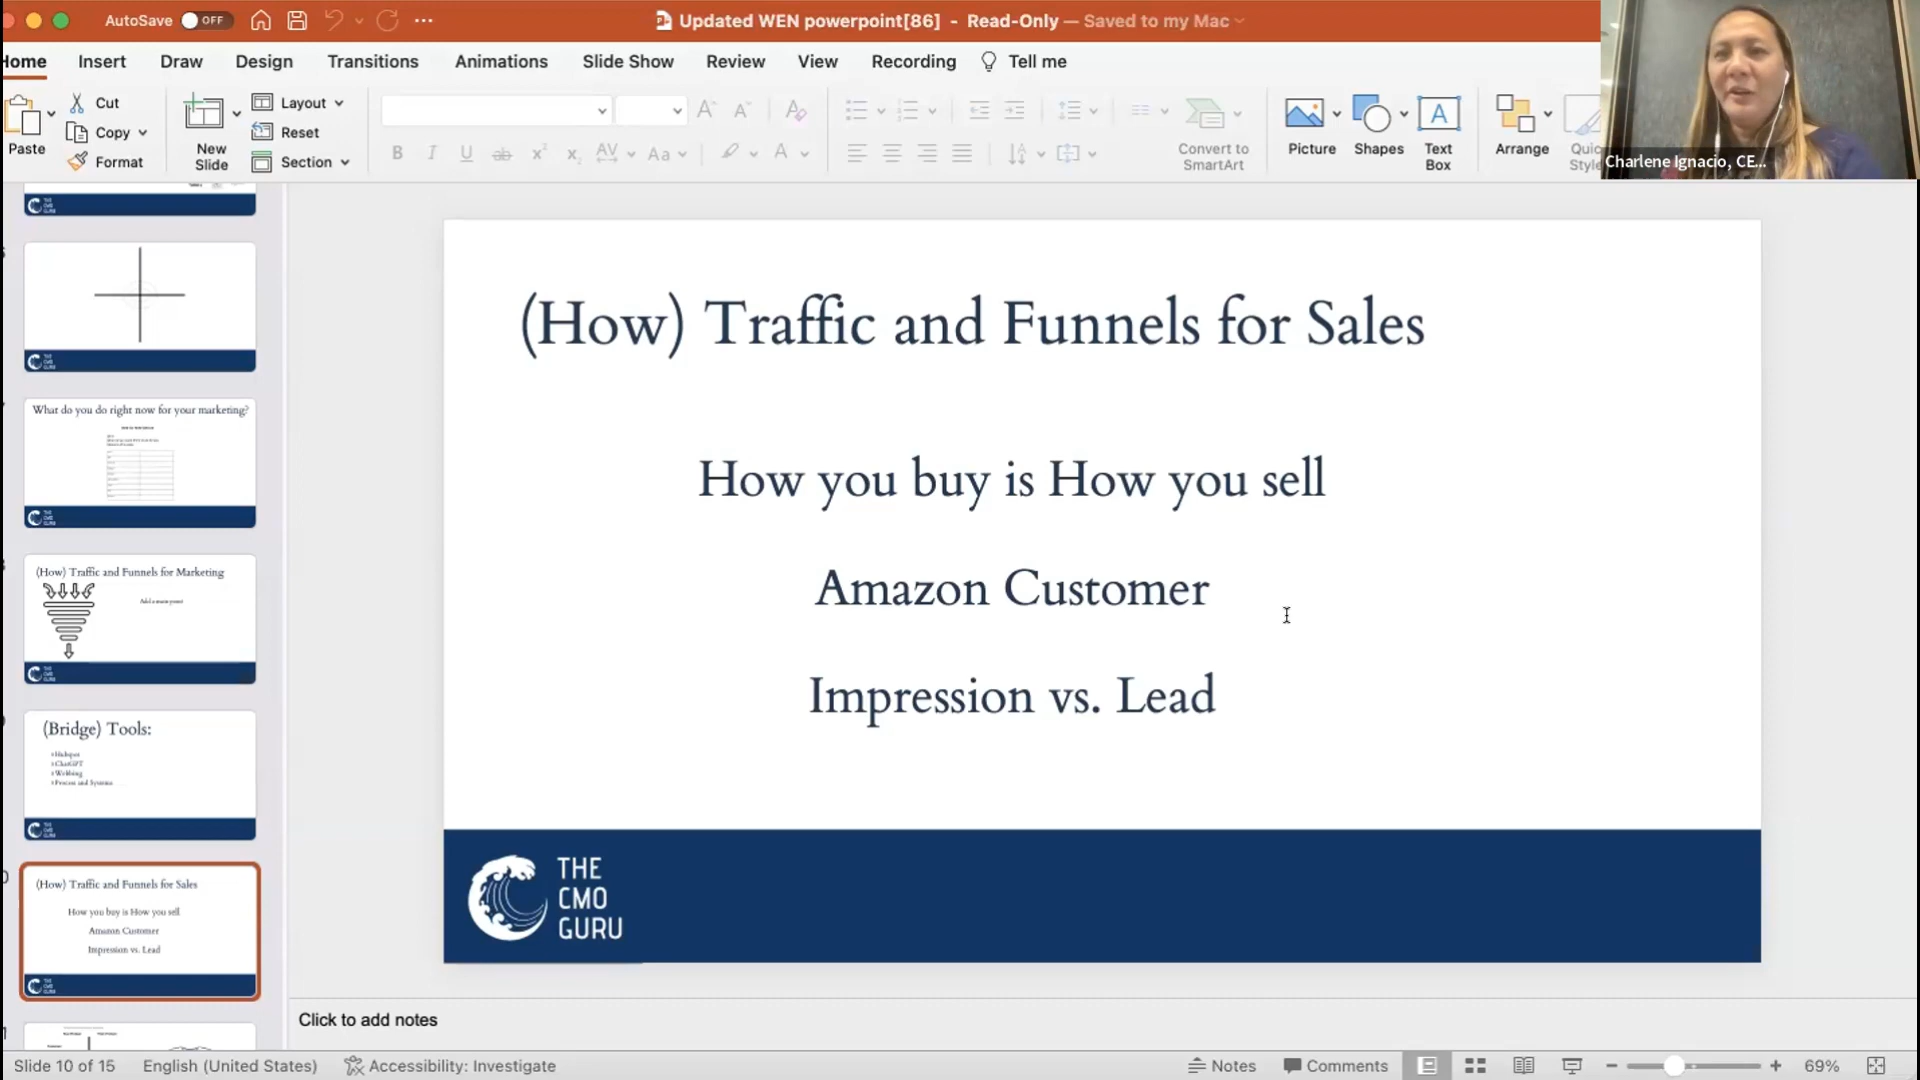 AutoSave OFF
Updated WEN powerpoint[86] - Read-Only — Saved to my Mac
Home Insert Draw Design Transitions Animations Slide Show Review View Recording Tell me
Paste
Cut
Copy
Format
New
Slide
Layout
Reset
Section
Convert to
SmartArt
Picture
Shapes
Text
Box
Arrange
Charlene Ignacio, CE...
What do you do right now for your marketing?
(How) Traffic and Funnels for Marketing
(Bridge) Tools:
Hubspot
ChatGPT
Process and Systems
(How) Traffic and Funnels for Sales
How you buy is How you sell
Amazon Customer
Impression vs. Lead
(How) Traffic and Funnels for Sales
How you buy is How you sell
Amazon Customer
Impression vs. Lead
THE
CMO
GURU
Click to add notes
Slide 10 of 15 English (United States) Accessibility: Investigate Notes Comments 69%